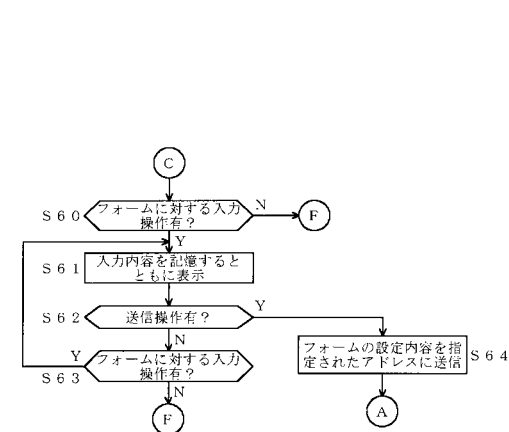 C
S60
フォームに対する入力
操作有？
N
F
Y
S61
入力内容を記憶すると
ともに表示
S62
送信操作有？
Y
N
フォームの設定内容を指
定されたアドレスに送信
S64
Y
S63
フォームに対する入力
操作有？
N
F
A